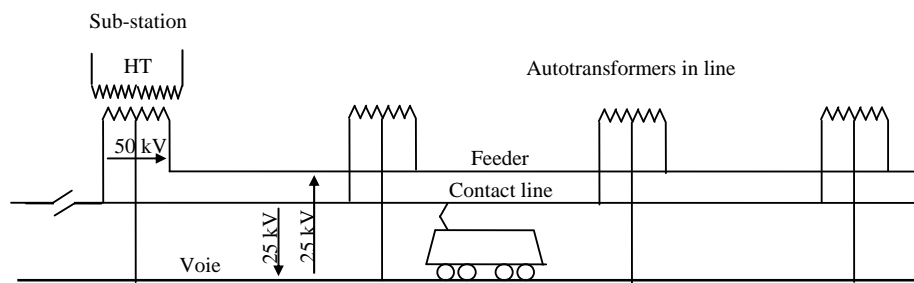 Sub-station
HT
Autotransformers in line
50 kV
Feeder
Contact line
25 kV
25 kV
Voie